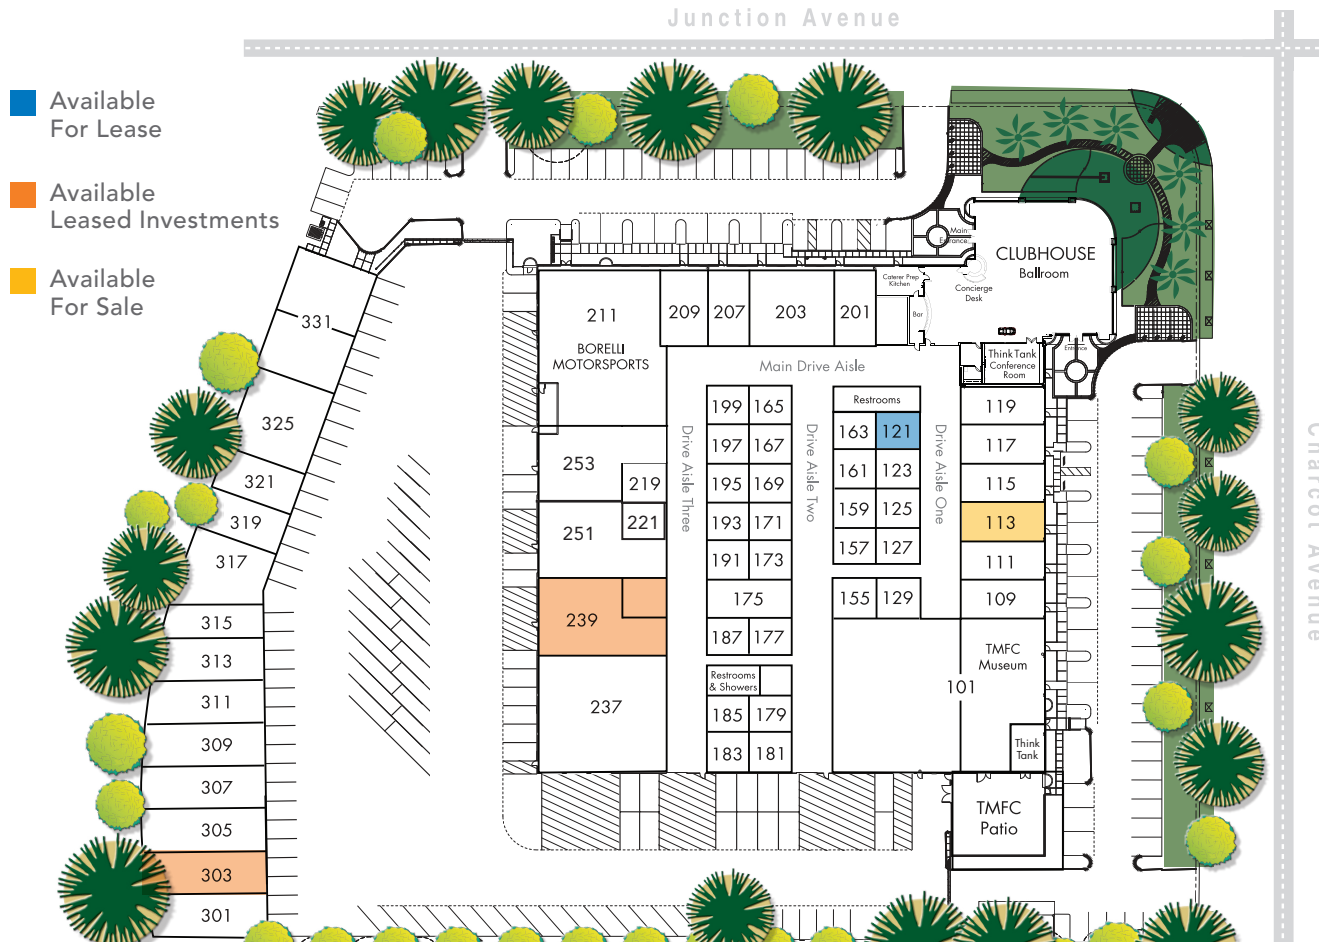 Junction Avenue
Available
For Lease
Available
Leased Investments
Available
For Sale
Main
Entrance
CLUBHOUSE
Ballroom
Caterer Prep
Kitchen
Concierge
Desk
Bar
211
209
207
203
201
BORELLI
MOTORSPORTS
Main Drive Aisle
Think Tank
Conference
Room
Entrance
331
325
321
319
317
315
313
311
309
307
305
303
301
253
219
251
221
239
237
Drive Aisle Three
199 165
197 167
195 169
193 171
191 173
175
187 177
Restrooms
& Showers
185 179
183 181
Drive Aisle Two
Restrooms
163 121
161 123
159 125
157 127
155 129
Drive Aisle One
119
117
115
113
111
109
TMFC
Museum
101
Think
Tank
TMFC
Patio
Charcot Avenue